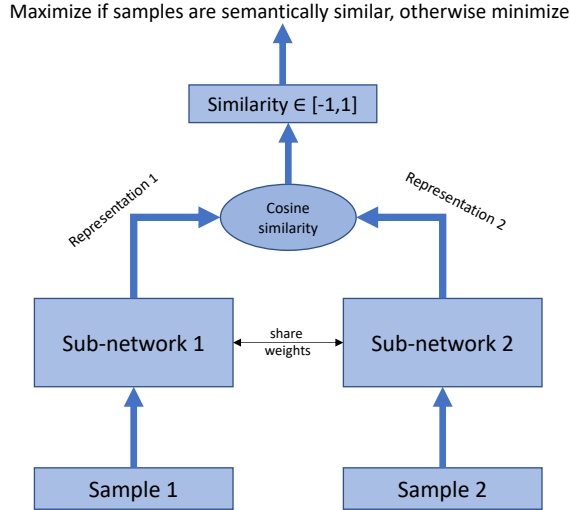 Maximize if samples are semantically similar, otherwise minimize
Similarity ∈ [-1,1]
Representation 1
Representation 2
Cosine
similarity
Sub-network 1
share
weights
Sub-network 2
Sample 1
Sample 2